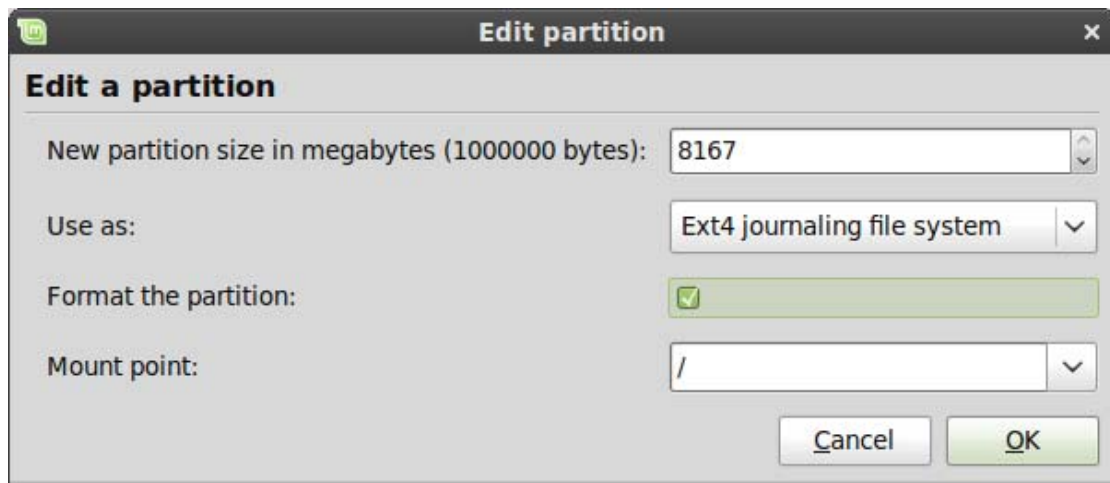 Edit partition
Edit a partition
New partition size in megabytes (1000000 bytes): 8167
Use as: Ext4 journaling file system
Format the partition:
Mount point: /
Cancel OK